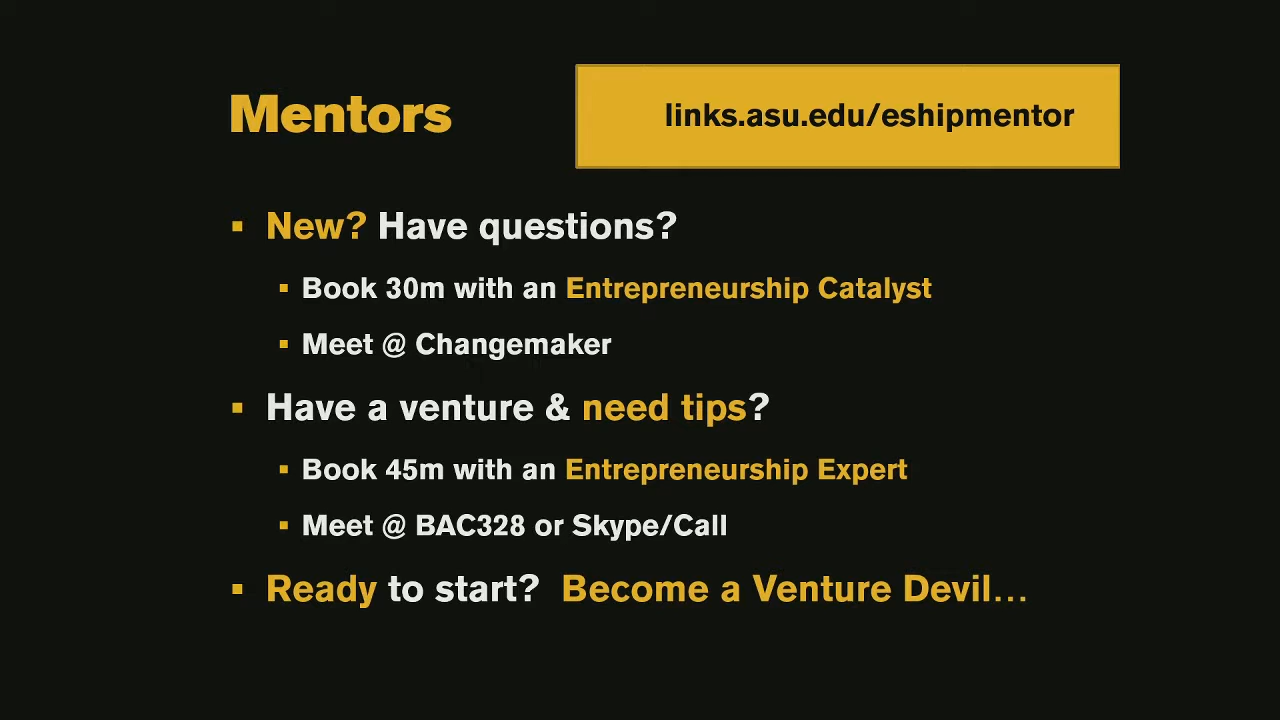 Mentors
links.asu.edu/eshipmentor
▪ New? Have questions?
▪ Book 30m with an Entrepreneurship Catalyst
▪ Meet @ Changemaker
▪ Have a venture & need tips?
▪ Book 45m with an Entrepreneurship Expert
▪ Meet @ BAC328 or Skype/Call
▪ Ready to start? Become a Venture Devil...